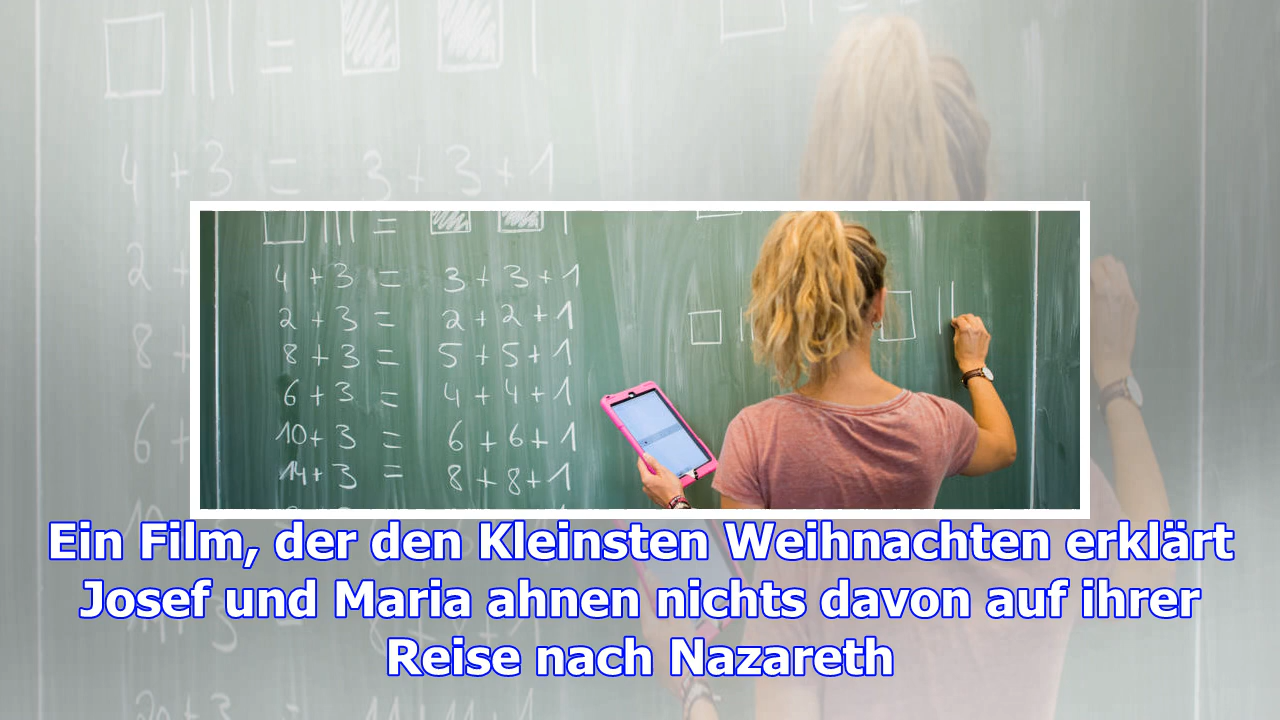 4 + 3 = 3 + 3 + 1
2 + 3 = 2 + 2 + 1
8 + 3 = 5 + 5 + 1
6 + 3 = 4 + 4 + 1
10 + 3 = 6 + 6 + 1
14 + 3 = 8 + 8 + 1
Ein Film, der den Kleinsten Weihnachten erklärt
Josef und Maria ahnen nichts davon auf ihrer
Reise nach Nazareth